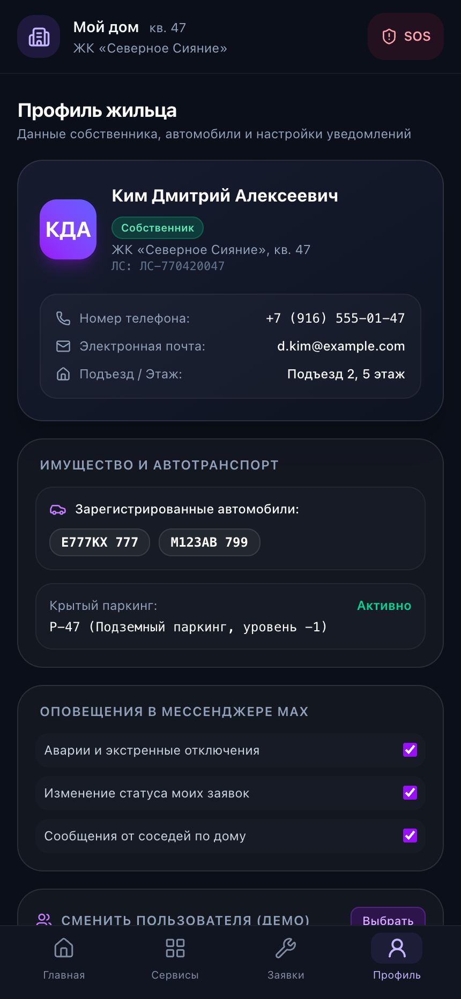 Мой дом кв. 47
ЖК «Северное Сияние»
SOS
Профиль жильца
Данные собственника, автомобили и настройки уведомлений
КДА
Ким Дмитрий Алексеевич
Собственник
ЖК «Северное Сияние», кв. 47
ЛС: ЛС-770420047
Номер телефона: +7 (916) 555-01-47
Электронная почта: d.kim@example.com
Подъезд / Этаж: Подъезд 2, 5 этаж
ИМУЩЕСТВО И АВТОТРАНСПОРТ
Зарегистрированные автомобили:
Е777КХ 777 М123АВ 799
Крытый паркинг: Активно
Р-47 (Подземный паркинг, уровень -1)
ОПОВЕЩЕНИЯ В МЕССЕНДЖЕРЕ MAX
Аварии и экстренные отключения
Изменение статуса моих заявок
Сообщения от соседей по дому
СМЕНИТЬ ПОЛЬЗОВАТЕЛЯ (ДЕМО) Выбрать
Главная Сервисы Заявки Профиль